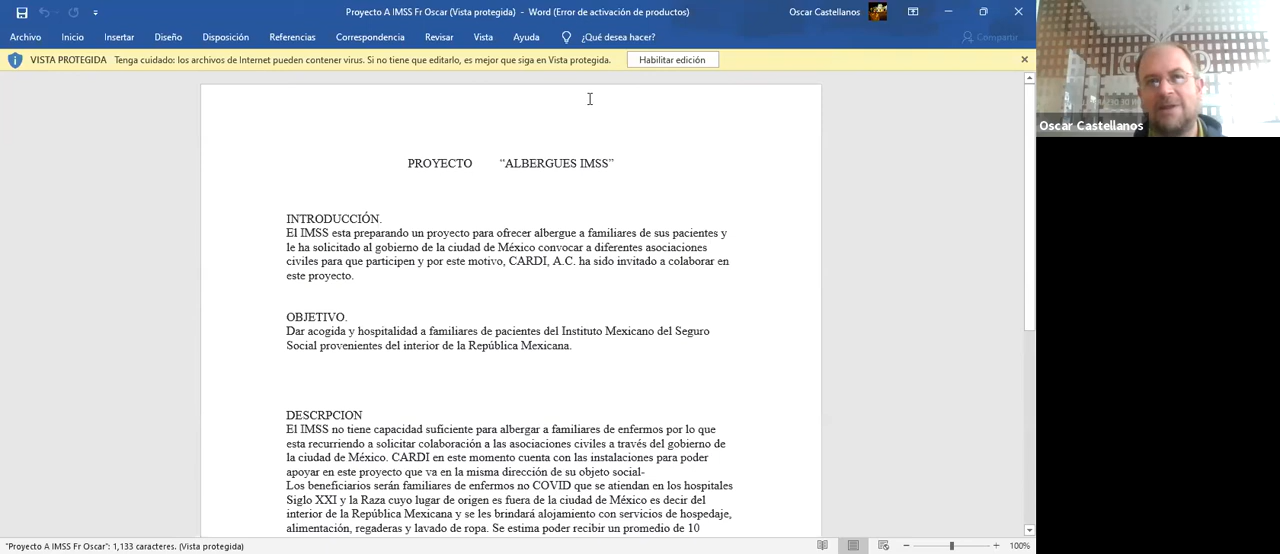 Proyecto A IMSS Fr Oscar (Vista protegida) - Word (Error de activación de productos)
Oscar Castellanos
Archivo Inicio Insertar Diseño Disposición Referencias Correspondencia Revisar Vista Ayuda ¿Qué desea hacer? Compartir
VISTA PROTEGIDA Tenga cuidado: los archivos de Internet pueden contener virus. Si no tiene que editarlo, es mejor que siga en Vista protegida. Habilitar edición
Oscar Castellanos
PROYECTO “ALBERGUES IMSS”
INTRODUCCIÓN.
El IMSS esta preparando un proyecto para ofrecer albergue a familiares de sus pacientes y
le ha solicitado al gobierno de la ciudad de México convocar a diferentes asociaciones
civiles para que participen y por este motivo, CARDI, A.C. ha sido invitado a colaborar en
este proyecto.
OBJETIVO.
Dar acogida y hospitalidad a familiares de pacientes del Instituto Mexicano del Seguro
Social provenientes del interior de la República Mexicana.
DESCRPCION
El IMSS no tiene capacidad suficiente para albergar a familiares de enfermos por lo que
esta recurriendo a solicitar colaboración a las asociaciones civiles a través del gobierno de
la ciudad de México. CARDI en este momento cuenta con las instalaciones para poder
apoyar en este proyecto que va en la misma dirección de su objeto social-
Los beneficiarios serán familiares de enfermos no COVID que se atiendan en los hospitales
Siglo XXI y la Raza cuyo lugar de origen es fuera de la ciudad de México es decir del
interior de la República Mexicana y se les brindará alojamiento con servicios de hospedaje,
alimentación, regaderas y lavado de ropa. Se estima poder recibir un promedio de 10
"Proyecto A IMSS Fr Oscar": 1,133 caracteres. (Vista protegida)
100%